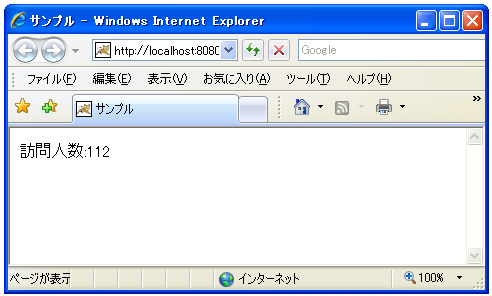 サンプル - Windows Internet Explorer
http://localhost:8080
Google
ファイル(F) 編集(E) 表示(V) お気に入り(A) ツール(T) ヘルプ(H)
サンプル
»
訪問人数:112
ページが表示 インターネット 100%